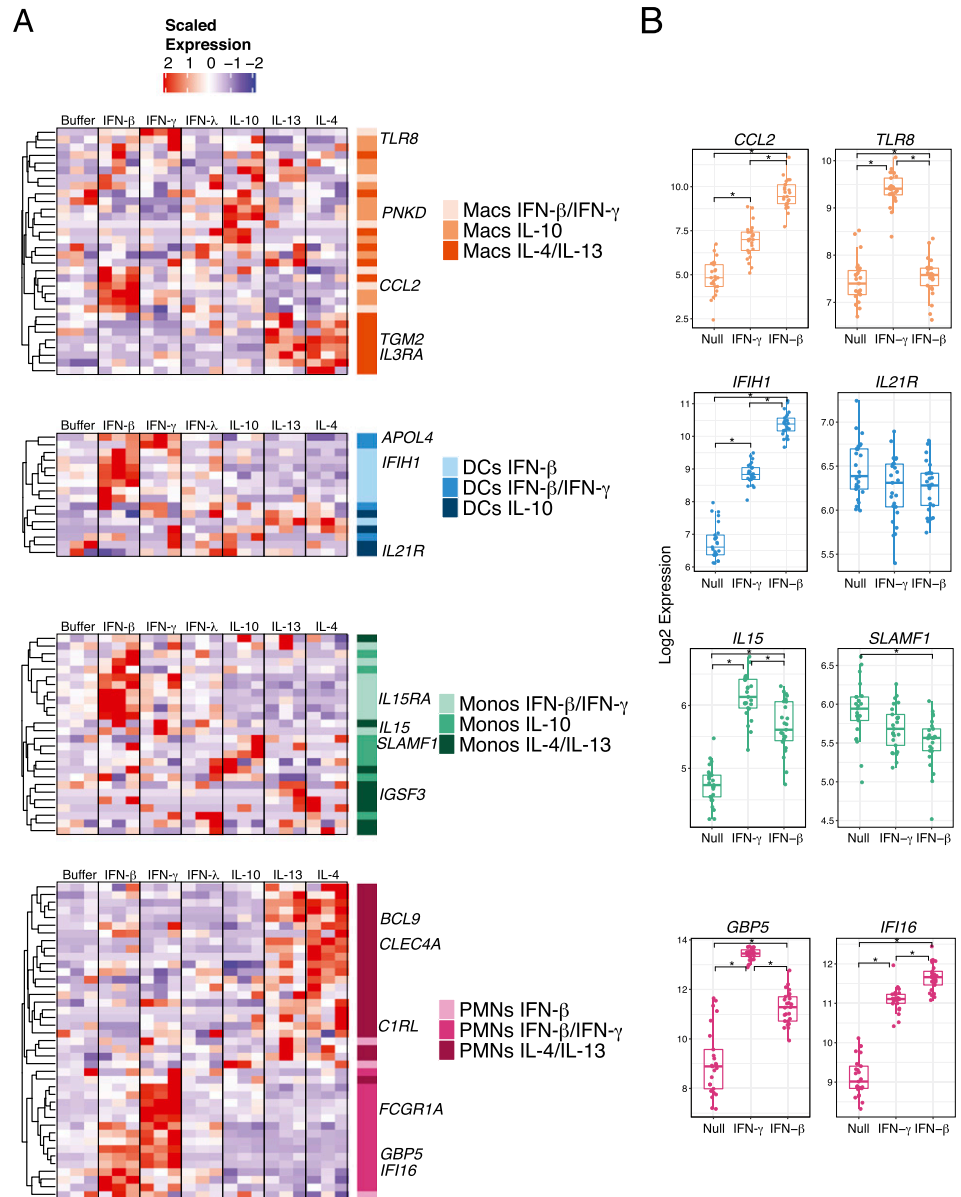 A
Scaled
Expression
2 1 0 −1 −2
Buffer IFN-β IFN-γ IFN-λ IL-10 IL-13 IL-4
TLR8
PNKD
CCL2
TGM2
IL3RA
Macs IFN-β/IFN-γ
Macs IL-10
Macs IL-4/IL-13
Buffer IFN-β IFN-γ IFN-λ IL-10 IL-13 IL-4
APOL4
IFIH1
IL21R
DCs IFN-β
DCs IFN-β/IFN-γ
DCs IL-10
Buffer IFN-β IFN-γ IFN-λ IL-10 IL-13 IL-4
IL15RA
IL15
SLAMF1
IGSF3
Monos IFN-β/IFN-γ
Monos IL-10
Monos IL-4/IL-13
Buffer IFN-β IFN-γ IFN-λ IL-10 IL-13 IL-4
BCL9
CLEC4A
C1RL
FCGR1A
GBP5
IFI16
PMNs IFN-β
PMNs IFN-β/IFN-γ
PMNs IL-4/IL-13
B
Log2 Expression
CCL2
* * *
10.0
7.5
5.0
2.5
Null IFN−γ IFN−β
TLR8
* * *
10
9
8
7
Null IFN−γ IFN−β
IFIH1
* * *
11
10
9
8
7
6
Null IFN−γ IFN−β
IL21R
7.0
6.5
6.0
5.5
Null IFN−γ IFN−β
IL15
* * *
6
5
Null IFN−γ IFN−β
SLAMF1
*
6.5
6.0
5.5
5.0
4.5
Null IFN−γ IFN−β
GBP5
* * *
14
12
10
8
Null IFN−γ IFN−β
IFI16
* * *
12
11
10
9
Null IFN−γ IFN−β